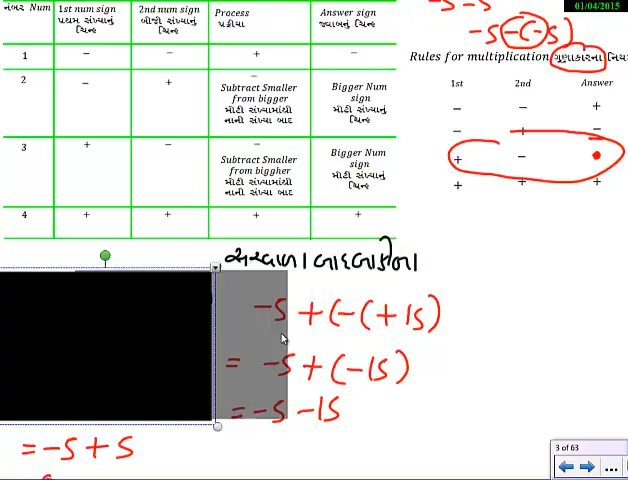 01/04/2015
-5 -5
-5 -(-5)
નંબર Num 1st num sign 2nd num sign Process Answer sign
પ્રથમ સંખ્યાનું ચિન્હ બીજી સંખ્યાનું ચિન્હ પ્રકીયા જવાબનું ચિન્હ
1 − − + −
2 − + − Subtract Smaller from bigger Bigger Num sign
મોટી સંખ્યામાંથી નાની સંખ્યા બાદ મોટી સંખ્યાનું ચિન્હ
3 + − − Subtract Smaller from biggher Bigger Num sign
મોટી સંખ્યામાંથી નાની સંખ્યા બાદ મોટી સંખ્યાનું ચિન્હ
4 + + + +
Rules for multiplication ગુણાકારના નિય
1st 2nd Answer
− − +
− + −
+ −
+ + +
સરવાળા બાદબાકીના
-5 + (-(+15)
= -5 + (-15)
= -5 -15
= -5 + 5
3 of 63